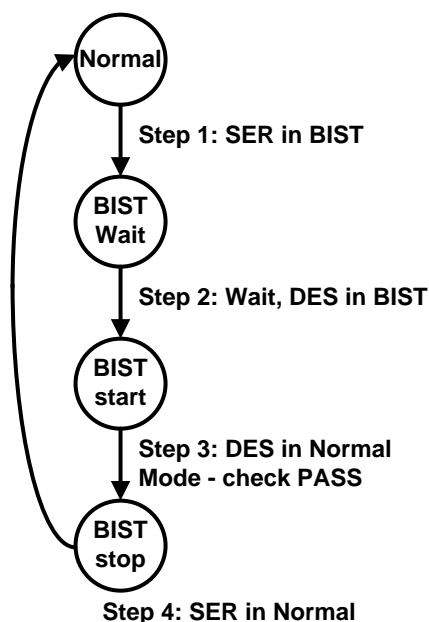 Normal
Step 1: SER in BIST
BIST
Wait
Step 2: Wait, DES in BIST
BIST
start
Step 3: DES in Normal
Mode - check PASS
BIST
stop
Step 4: SER in Normal